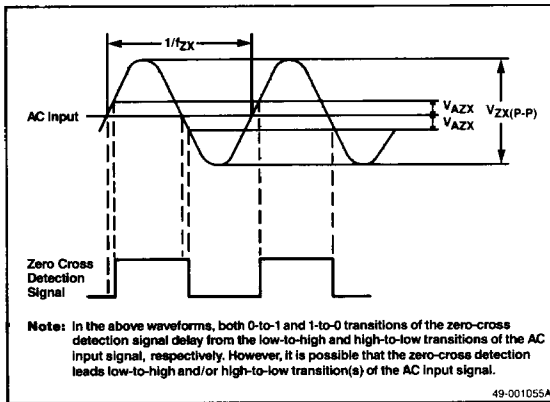 1/fZX
AC Input
VAZX
VAZX
VZX(P-P)
Zero Cross
Detection
Signal
Note: In the above waveforms, both 0-to-1 and 1-to-0 transitions of the zero-cross
detection signal delay from the low-to-high and high-to-low transitions of the AC
input signal, respectively. However, it is possible that the zero-cross detection
leads low-to-high and/or high-to-low transition(s) of the AC input signal.
49-001055A